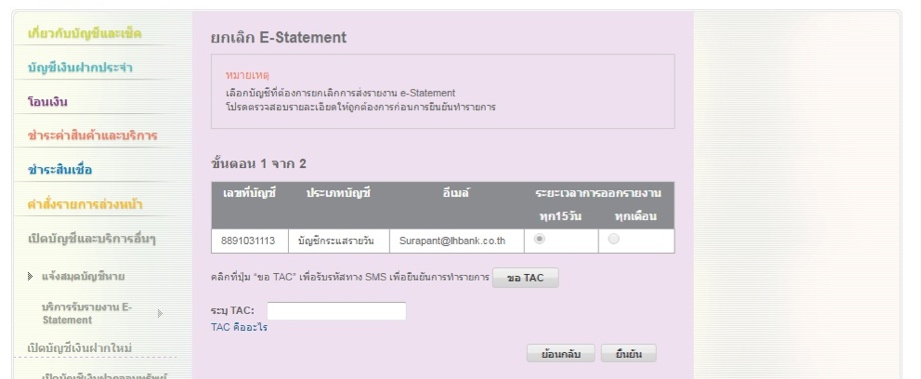 เกี่ยวกับบัญชีและเช็ค
บัญชีเงินฝากประจำ
โอนเงิน
ชำระค่าสินค้าและบริการ
ชำระสินเชื่อ
คำสั่งรายการล่วงหน้า
เปิดบัญชีและบริการอื่นๆ
แจ้งสมุดบัญชีหาย
บริการรับรายงาน E-
Statement
เปิดบัญชีเงินฝากใหม่
เปิดบัญชีเงินฝากออมทรัพย์
ยกเลิก E-Statement
หมายเหตุ
เลือกบัญชีที่ต้องการยกเลิกการส่งรายงาน e-Statement
โปรดตรวจสอบรายละเอียดให้ถูกต้องการก่อนการยืนยันทำรายการ
ขั้นตอน 1 จาก 2
เลขที่บัญชี ประเภทบัญชี อีเมล์ ระยะเวลาการออกรายงาน
ทุก15วัน ทุกเดือน
8891031113 บัญชีกระแสรายวัน Surapant@lhbank.co.th
คลิกที่ปุ่ม "ขอ TAC" เพื่อรับรหัสทาง SMS เพื่อยืนยันการทำรายการ ขอ TAC
ระบุ TAC:
TAC คืออะไร
ย้อนกลับ ยืนยัน